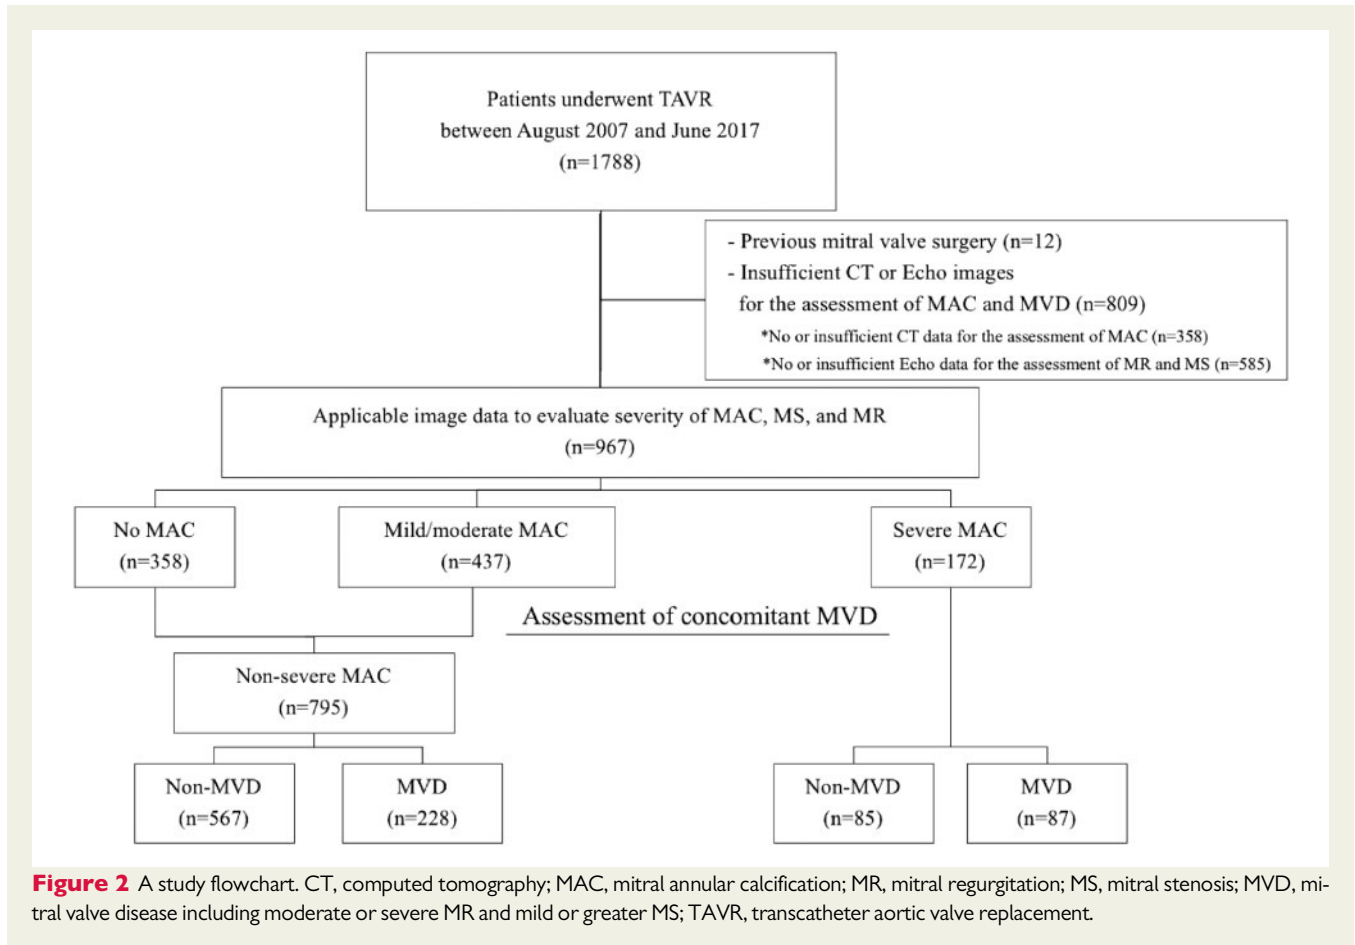 Patients underwent TAVR
between August 2007 and June 2017
(n=1788)
- Previous mitral valve surgery (n=12)
- Insufficient CT or Echo images
for the assessment of MAC and MVD (n=809)
*No or insufficient CT data for the assessment of MAC (n=358)
*No or insufficient Echo data for the assessment of MR and MS (n=585)
Applicable image data to evaluate severity of MAC, MS, and MR
(n=967)
No MAC
(n=358)
Mild/moderate MAC
(n=437)
Severe MAC
(n=172)
Assessment of concomitant MVD
Non-severe MAC
(n=795)
Non-MVD
(n=567)
MVD
(n=228)
Non-MVD
(n=85)
MVD
(n=87)
Figure 2 A study flowchart. CT, computed tomography; MAC, mitral annular calcification; MR, mitral regurgitation; MS, mitral stenosis; MVD, mi-
tral valve disease including moderate or severe MR and mild or greater MS; TAVR, transcatheter aortic valve replacement.